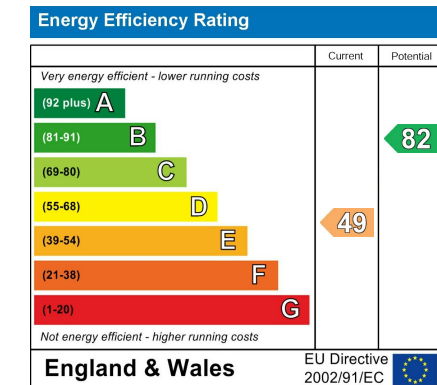 Energy Efficiency Rating
Current Potential
Very energy efficient - lower running costs
(92 plus) A
(81-91) B
82
(69-80) C
(55-68) D
49
(39-54) E
(21-38) F
(1-20) G
Not energy efficient - higher running costs
England & Wales
EU Directive
2002/91/EC